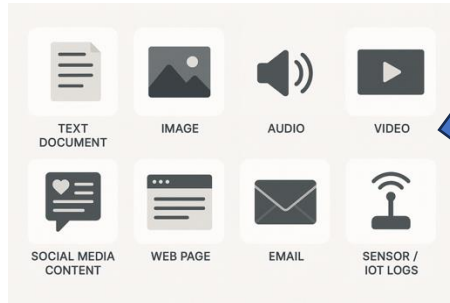 TEXT
DOCUMENT
IMAGE
AUDIO
VIDEO
SOCIAL MEDIA
CONTENT
WEB PAGE
EMAIL
SENSOR /
IOT LOGS